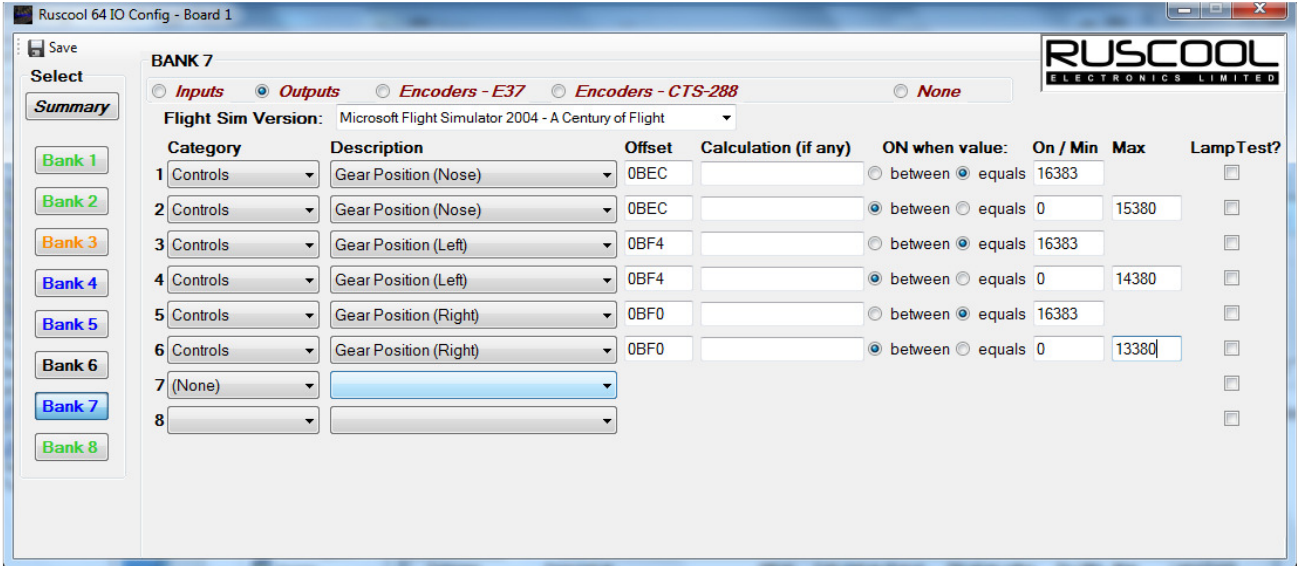 Ruscool 64 IO Config - Board 1
Save
RUSCOOL
ELECTRONICS LIMITED
Select
Summary
Bank 1
Bank 2
Bank 3
Bank 4
Bank 5
Bank 6
Bank 7
Bank 8
BANK 7
Inputs Outputs Encoders - E37 Encoders - CTS-288 None
Flight Sim Version: Microsoft Flight Simulator 2004 - A Century of Flight
Category Description Offset Calculation (if any) ON when value: On / Min Max LampTest?
1 Controls Gear Position (Nose) 0BEC between equals 16383
2 Controls Gear Position (Nose) 0BEC between equals 0 15380
3 Controls Gear Position (Left) 0BF4 between equals 16383
4 Controls Gear Position (Left) 0BF4 between equals 0 14380
5 Controls Gear Position (Right) 0BF0 between equals 16383
6 Controls Gear Position (Right) 0BF0 between equals 0 13380
7 (None)
8